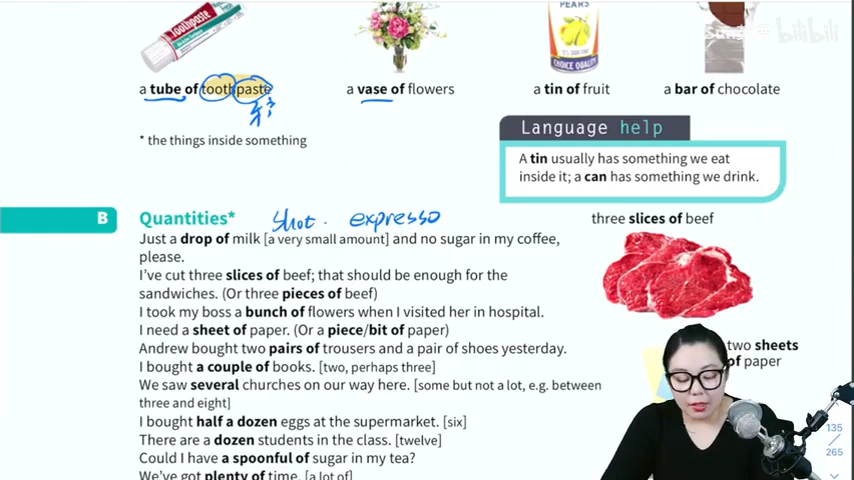 Toothpaste
PEARS
CHOICE QUALITY
bilibili
a tube of toothpaste
a vase of flowers
a tin of fruit
a bar of chocolate
* the things inside something
Language help
A tin usually has something we eat
inside it; a can has something we drink.
B
Quantities*
shot. expresso
three slices of beef
Just a drop of milk [a very small amount] and no sugar in my coffee,
please.
I've cut three slices of beef; that should be enough for the
sandwiches. (Or three pieces of beef)
I took my boss a bunch of flowers when I visited her in hospital.
I need a sheet of paper. (Or a piece/bit of paper)
Andrew bought two pairs of trousers and a pair of shoes yesterday.
I bought a couple of books. [two, perhaps three]
We saw several churches on our way here. [some but not a lot, e.g. between
three and eight]
I bought half a dozen eggs at the supermarket. [six]
There are a dozen students in the class. [twelve]
Could I have a spoonful of sugar in my tea?
We've got plenty of time. [a lot of]
two sheets
of paper
135
/
265